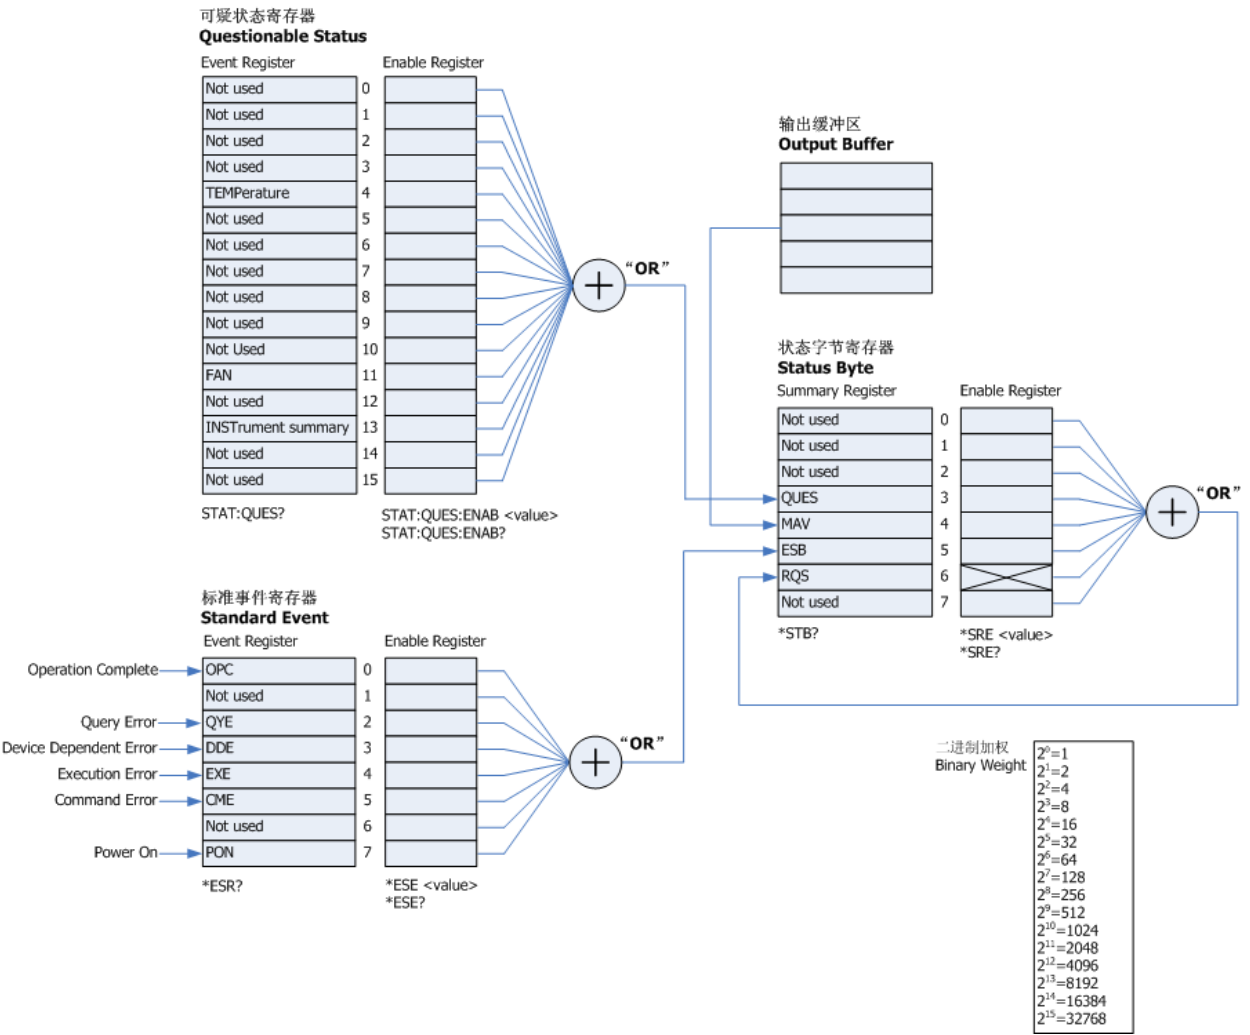 可疑状态寄存器
Questionable Status
Event Register
Enable Register
Not used 0
Not used 1
Not used 2
Not used 3
TEMPerature 4
Not used 5
Not used 6
Not used 7
Not used 8
Not used 9
Not Used 10
FAN 11
Not used 12
INSTrument summary 13
Not used 14
Not used 15
STAT:QUES?
STAT:QUES:ENAB <value>
STAT:QUES:ENAB?
“OR”
输出缓冲区
Output Buffer
状态字节寄存器
Status Byte
Summary Register
Enable Register
Not used 0
Not used 1
Not used 2
QUES 3
MAV 4
ESB 5
RQS 6
Not used 7
*STB?
*SRE <value>
*SRE?
“OR”
标准事件寄存器
Standard Event
Event Register
Enable Register
Operation Complete OPC 0
Not used 1
Query Error QYE 2
Device Dependent Error DDE 3
Execution Error EXE 4
Command Error CME 5
Not used 6
Power On PON 7
*ESR?
*ESE <value>
*ESE?
“OR”
二进制加权
Binary Weight
2⁰=1
2¹=2
2²=4
2³=8
2⁴=16
2⁵=32
2⁶=64
2⁷=128
2⁸=256
2⁹=512
2¹⁰=1024
2¹¹=2048
2¹²=4096
2¹³=8192
2¹⁴=16384
2¹⁵=32768